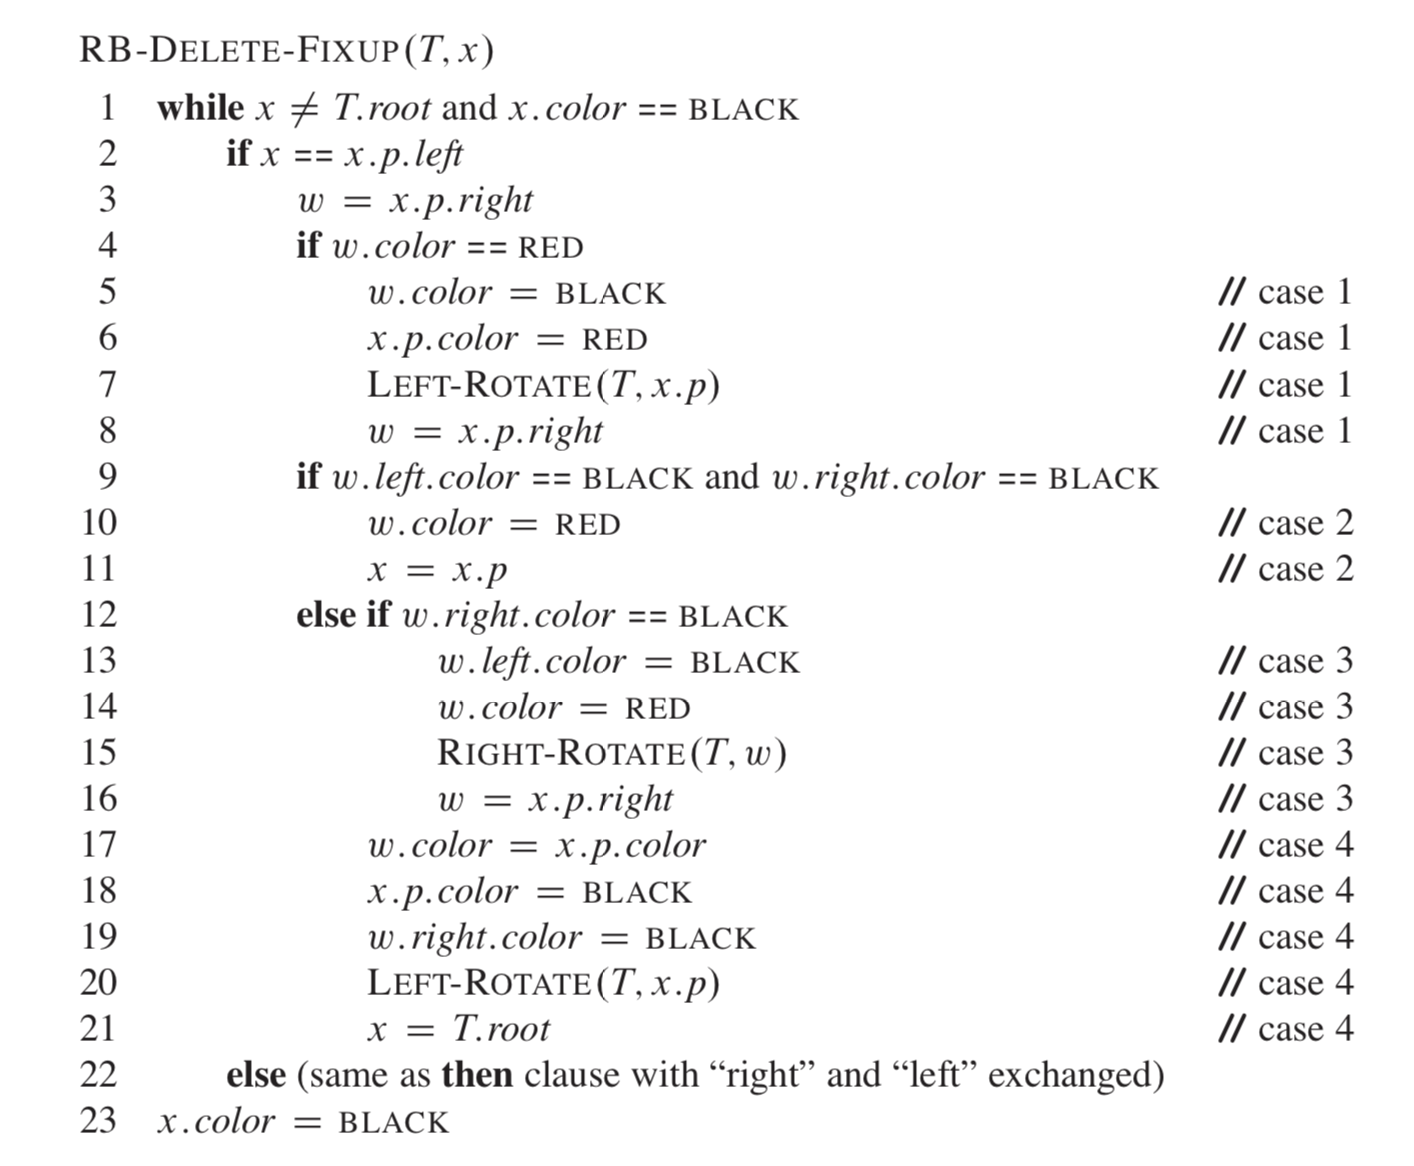 RB-DELETE-FIXUP(T, x)
1 while x ≠ T.root and x.color == BLACK
2 if x == x.p.left
3 w = x.p.right
4 if w.color == RED
5 w.color = BLACK // case 1
6 x.p.color = RED // case 1
7 LEFT-ROTATE(T, x.p) // case 1
8 w = x.p.right // case 1
9 if w.left.color == BLACK and w.right.color == BLACK
10 w.color = RED // case 2
11 x = x.p // case 2
12 else if w.right.color == BLACK
13 w.left.color = BLACK // case 3
14 w.color = RED // case 3
15 RIGHT-ROTATE(T, w) // case 3
16 w = x.p.right // case 3
17 w.color = x.p.color // case 4
18 x.p.color = BLACK // case 4
19 w.right.color = BLACK // case 4
20 LEFT-ROTATE(T, x.p) // case 4
21 x = T.root // case 4
22 else (same as then clause with “right” and “left” exchanged)
23 x.color = BLACK